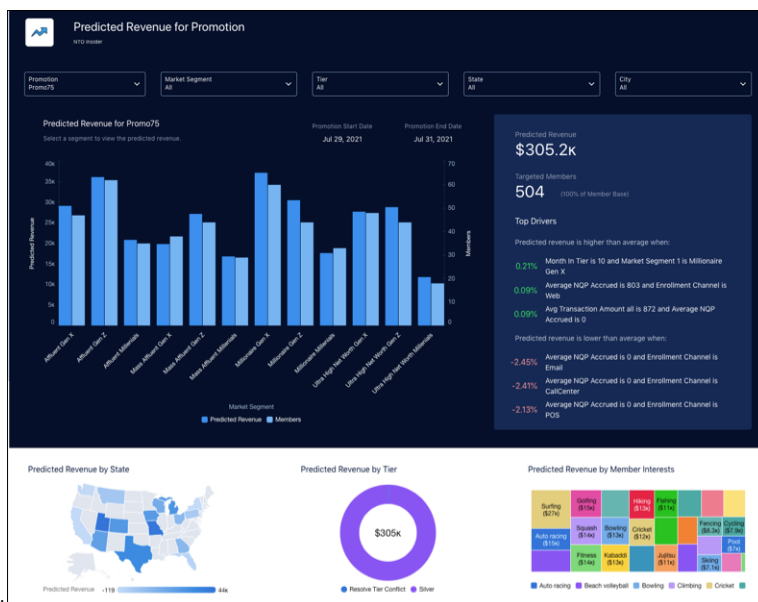 Predicted Revenue for Promotion
NTO Insider
Promotion
Promo75
Market Segment
All
Tier
All
State
All
City
All
Predicted Revenue for Promo75
Select a segment to view the predicted revenue.
Promotion Start Date
Jul 29, 2021
Promotion End Date
Jul 31, 2021
Predicted Revenue
40K
35K
30K
25K
20K
15K
10K
5K
0
Members
70
60
50
40
30
20
10
0
Affluent Gen X
Affluent Gen Z
Affluent Millenials
Mass Affluent Gen X
Mass Affluent Gen Z
Mass Affluent Millenials
Millionaire Gen X
Millionaire Gen Z
Millionaire Millenials
Ultra High Net Worth Gen X
Ultra High Net Worth Gen Z
Ultra High Net Worth Millenials
Market Segment
Predicted Revenue Members
Predicted Revenue
$305.2K
Targeted Members
504 (100% of Member Base)
Top Drivers
Predicted revenue is higher than average when:
0.21% Month In Tier is 10 and Market Segment 1 is Millionaire
Gen X
0.09% Average NQP Accrued is 803 and Enrollment Channel is
Web
0.09% Avg Transaction Amount all is 872 and Average NQP
Accrued is 0
Predicted revenue is lower than average when:
-2.45% Average NQP Accrued is 0 and Enrollment Channel is
Email
-2.41% Average NQP Accrued is 0 and Enrollment Channel is
CallCenter
-2.13% Average NQP Accrued is 0 and Enrollment Channel is
POS
Predicted Revenue by State
Predicted Revenue -119 44K
Predicted Revenue by Tier
$305K
Resolve Tier Conflict Silver
Predicted Revenue by Member Interests
Surfing
($27K)
Auto racing
($15K)
Golfing
($15K)
Squash
($14K)
Fitness
($14K)
Bowling
($13K)
Kabaddi
($13K)
Hiking
($13K)
Cricket
($12K)
Fishing
($11K)
Jujitsu
($11K)
Fencing
($8.3K)
Cycling
($7.9K)
Pool
($7K)
Skiing
($7.1K)
Auto racing Beach volleyball Bowling Climbing Cricket